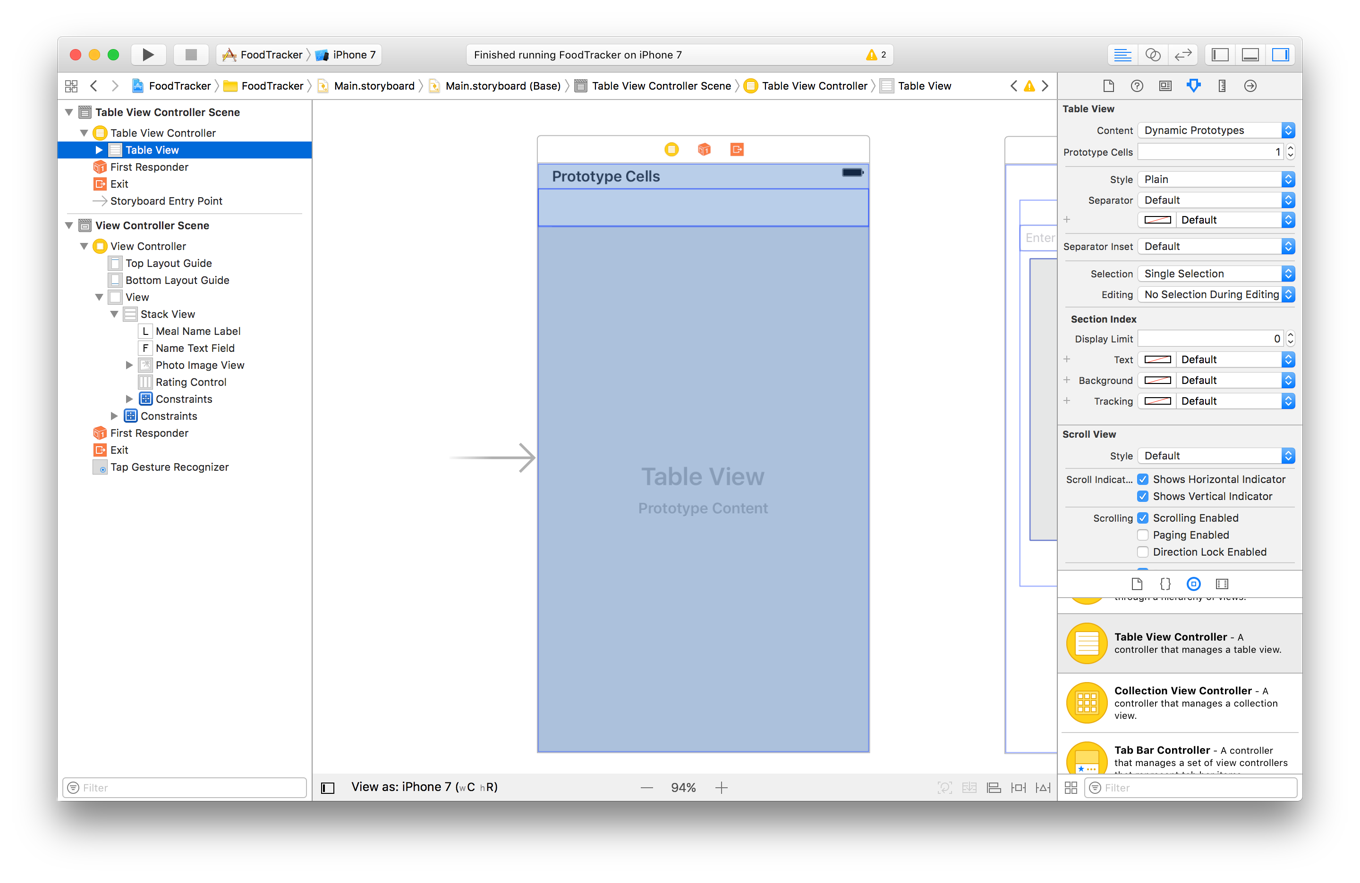 FoodTracker iPhone 7
Finished running FoodTracker on iPhone 7
2
FoodTracker FoodTracker Main.storyboard Main.storyboard (Base) Table View Controller Scene Table View Controller Table View
Table View Controller Scene
Table View Controller
Table View
First Responder
Exit
Storyboard Entry Point
View Controller Scene
View Controller
Top Layout Guide
Bottom Layout Guide
View
Stack View
L Meal Name Label
F Name Text Field
Photo Image View
Rating Control
Constraints
Constraints
First Responder
Exit
Tap Gesture Recognizer
Filter
Prototype Cells
Table View
Prototype Content
Enter
View as: iPhone 7 (wC hR)
94%
Table View
Content Dynamic Prototypes
Prototype Cells 1
Style Plain
Separator Default
Default
Separator Inset Default
Selection Single Selection
Editing No Selection During Editing
Section Index
Display Limit 0
Text Default
Background Default
Tracking Default
Scroll View
Style Default
Scroll Indicat... Shows Horizontal Indicator
Shows Vertical Indicator
Scrolling Scrolling Enabled
Paging Enabled
Direction Lock Enabled
{}
through a hierarchy of views.
Table View Controller - A
controller that manages a table view.
Collection View Controller - A
controller that manages a collection
view.
Tab Bar Controller - A controller
that manages a set of view controllers
that represent tab bar items.
Filter